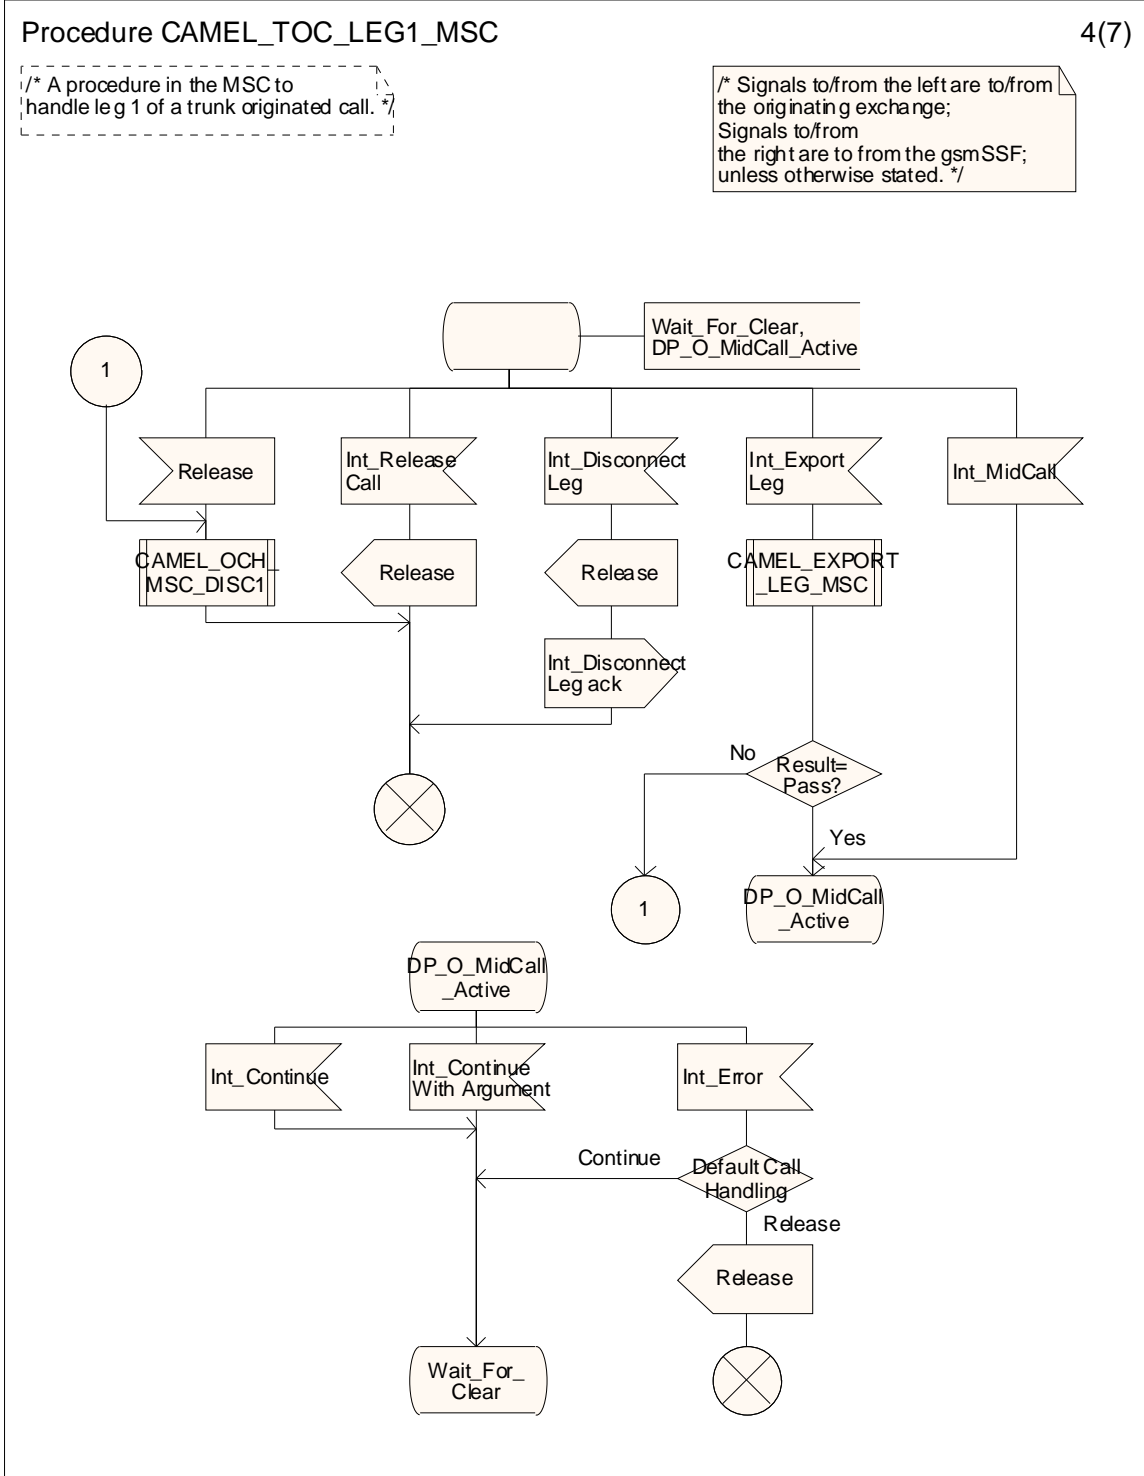 Procedure CAMEL_TOC_LEG1_MSC
4(7)
/* A procedure in the MSC to
handle leg 1 of a trunk originated call. */
/* Signals to/from the left are to/from
the originating exchange;
Signals to/from
the right are to from the gsmSSF;
unless otherwise stated. */
Wait_For_Clear,
DP_O_MidCall_Active
1
Release
Int_Release
Call
Int_Disconnect
Leg
Int_Export
Leg
Int_MidCall
CAMEL_OCH_
MSC_DISC1
Release
Release
CAMEL_EXPORT
_LEG_MSC
Int_Disconnect
Leg ack
No
Result=
Pass?
Yes
1
DP_O_MidCall
_Active
DP_O_MidCall
_Active
Int_Continue
Int_Continue
With Argument
Int_Error
Continue
Default Call
Handling
Release
Release
Wait_For_
Clear